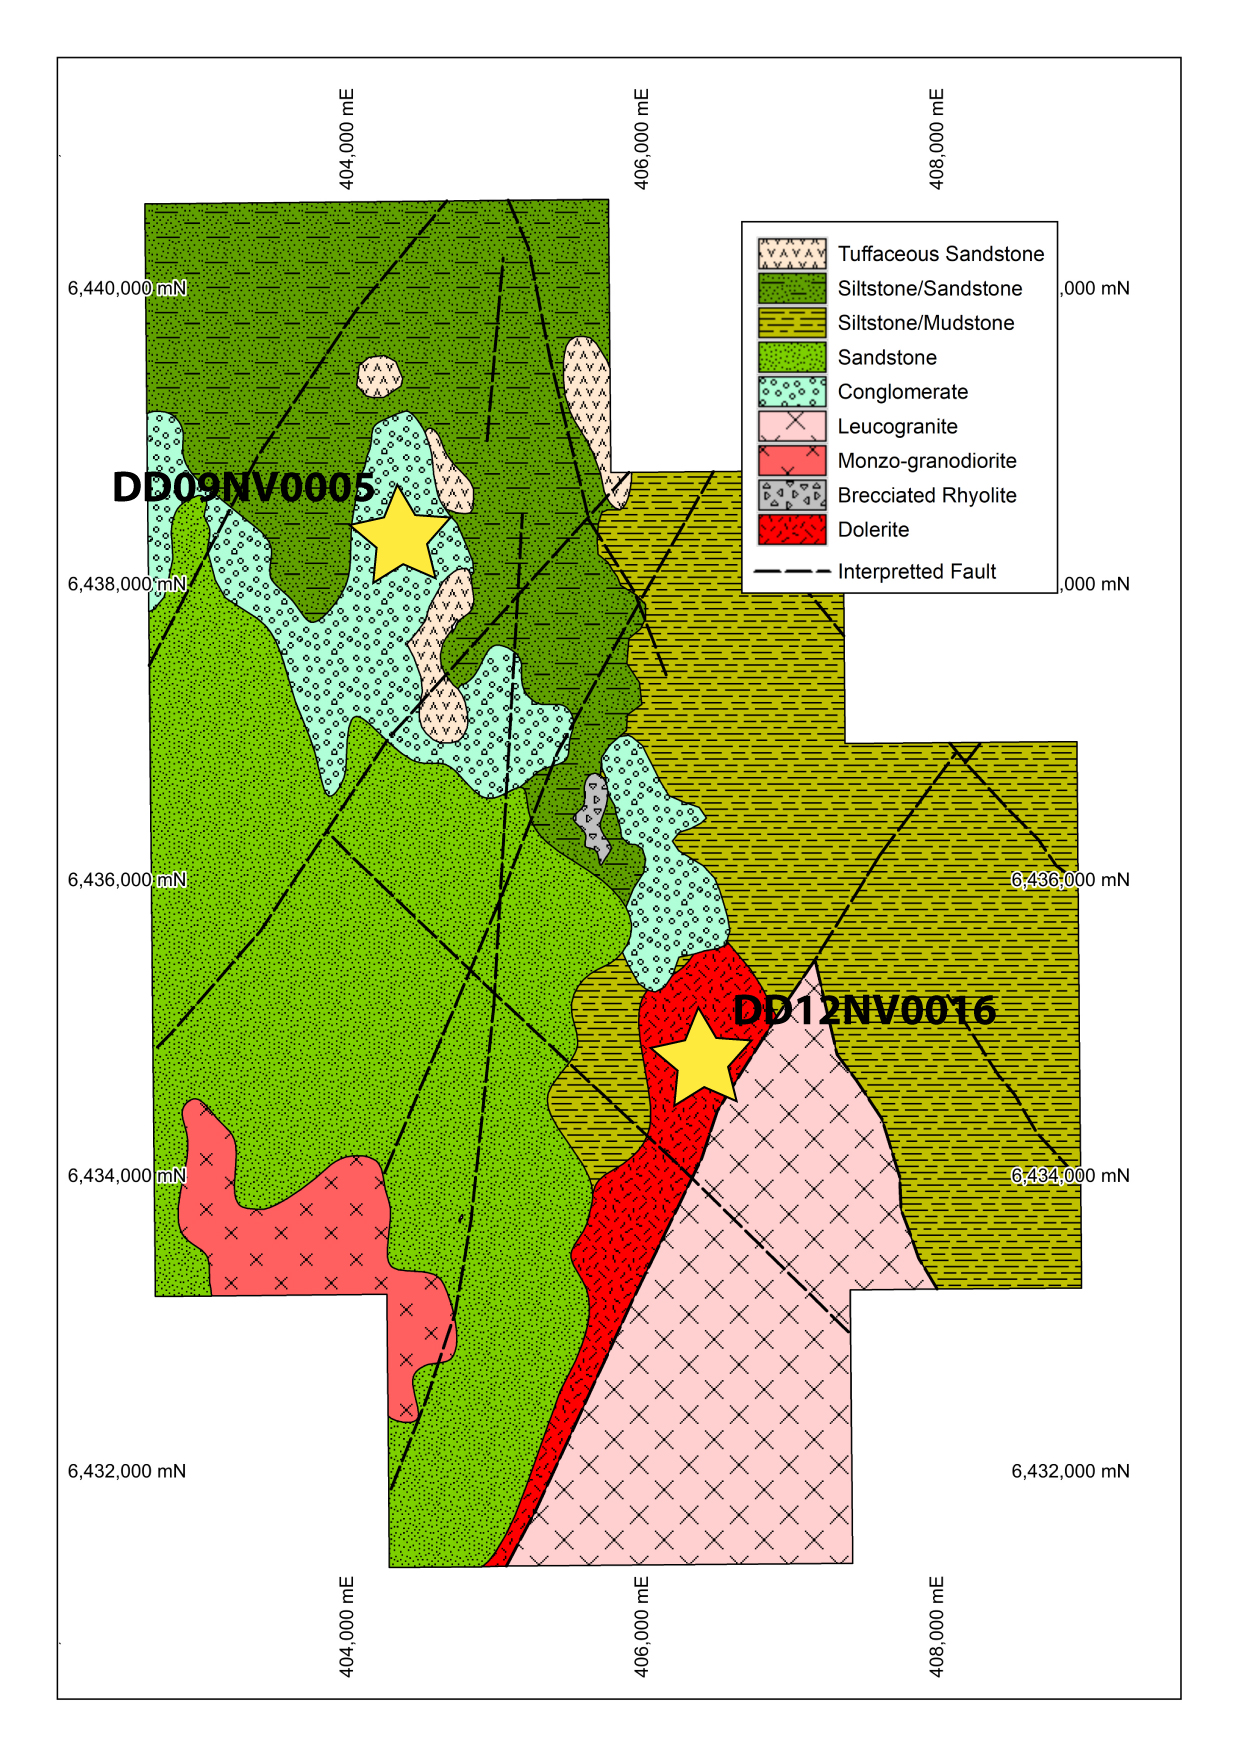 404,000 mE
406,000 mE
408,000 mE
Tuffaceous Sandstone
6,440,000 mN
Siltstone/Sandstone
,000 mN
Siltstone/Mudstone
Sandstone
Conglomerate
Leucogranite
Monzo-granodiorite
DD09NV0005
Brecciated Rhyolite
Dolerite
Interpretted Fault
6,438,000 mN
,000 mN
6,436,000 mN
6,436,000 mN
DD12NV0016
6,434,000 mN
6,434,000 mN
6,432,000 mN
6,432,000 mN
404,000 mE
406,000 mE
408,000 mE